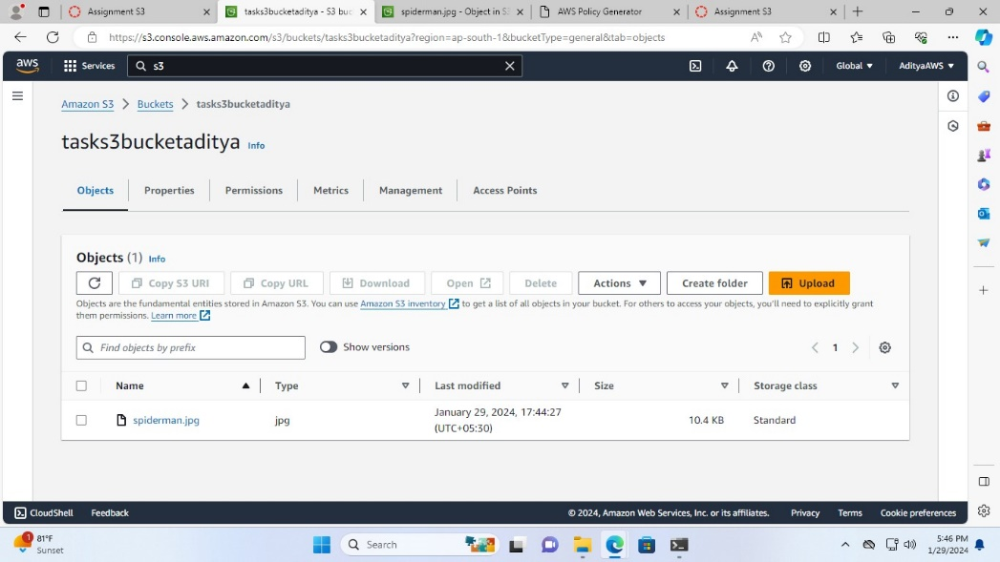 Assignment S3
tasks3bucketaditya - S3 buc
spiderman.jpg - Object in S3
AWS Policy Generator
Assignment S3
https://s3.console.aws.amazon.com/s3/buckets/tasks3bucketaditya?region=ap-south-1&bucketType=general&tab=objects
aws
Services
s3
Global
AdityaAWS
Amazon S3
Buckets
tasks3bucketaditya
tasks3bucketaditya Info
Objects
Properties
Permissions
Metrics
Management
Access Points
Objects (1) Info
Copy S3 URI
Copy URL
Download
Open
Delete
Actions
Create folder
Upload
Objects are the fundamental entities stored in Amazon S3. You can use Amazon S3 inventory to get a list of all objects in your bucket. For others to access your objects, you'll need to explicitly grant
them permissions. Learn more
Find objects by prefix
Show versions
1
Name
Type
Last modified
Size
Storage class
spiderman.jpg
jpg
January 29, 2024, 17:44:27
(UTC+05:30)
10.4 KB
Standard
CloudShell
Feedback
© 2024, Amazon Web Services, Inc. or its affiliates.
Privacy
Terms
Cookie preferences
1
81°F
Sunset
Search
5:46 PM
1/29/2024